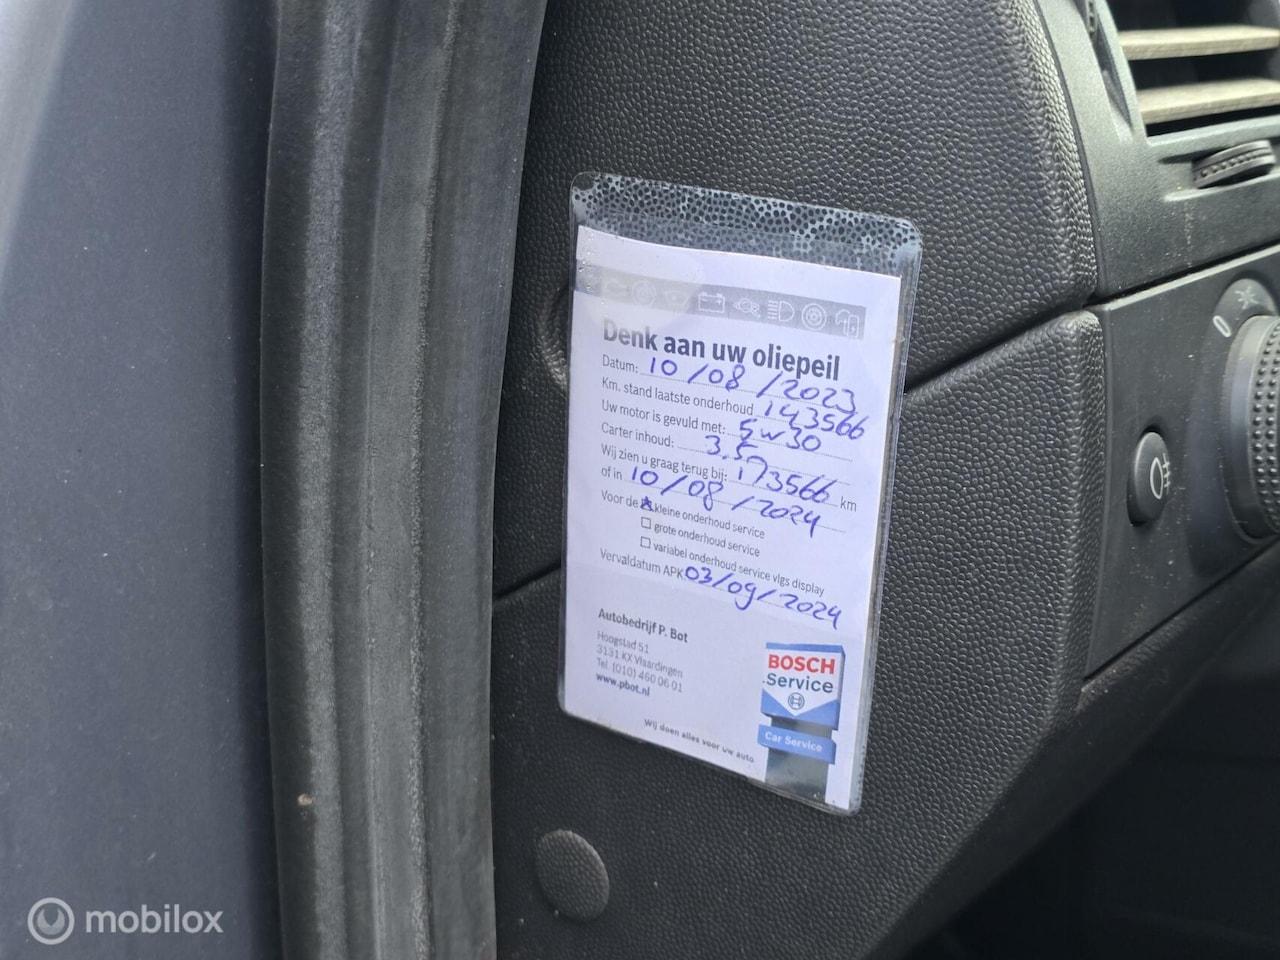 Denk aan uw oliepeil
Datum: 10/08/2023
Km. stand laatste onderhoud 143566
Uw motor is gevuld met: 5w30
Carter inhoud: 3.5
Wij zien u graag terug bij: 173566 km
of in 10/08/2024
Voor de kleine onderhoud service
grote onderhoud service
variabel onderhoud service vlgs display
Vervaldatum APK 03/09/2024
Autobedrijf P. Bot
Hoogstad 51
3131 KX Vlaardingen
Tel. (010) 460 06 01
www.pbot.nl
BOSCH
Service
Car Service
Wij doen alles voor uw auto
mobilox